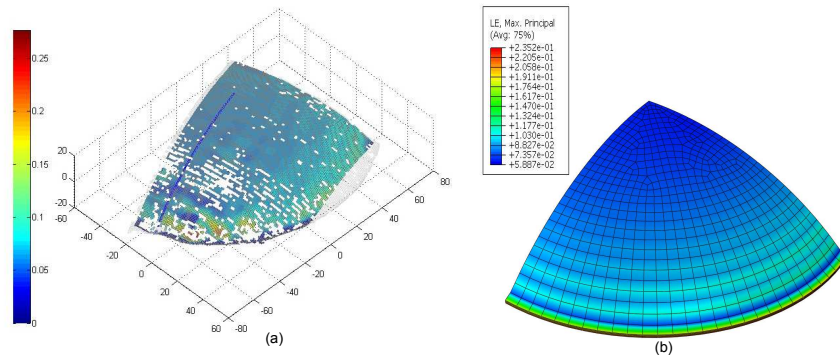 0.25
0.2
0.15
0.1
0.05
0
20
0
-20
-60
-40
-20
0
20
40
60
-80
-60
-40
-20
0
20
40
60
80
(a)
LE, Max. Principal
(Avg: 75%)
+2.352e-01
+2.205e-01
+2.058e-01
+1.911e-01
+1.764e-01
+1.617e-01
+1.470e-01
+1.324e-01
+1.177e-01
+1.030e-01
+8.827e-02
+7.357e-02
+5.887e-02
(b)